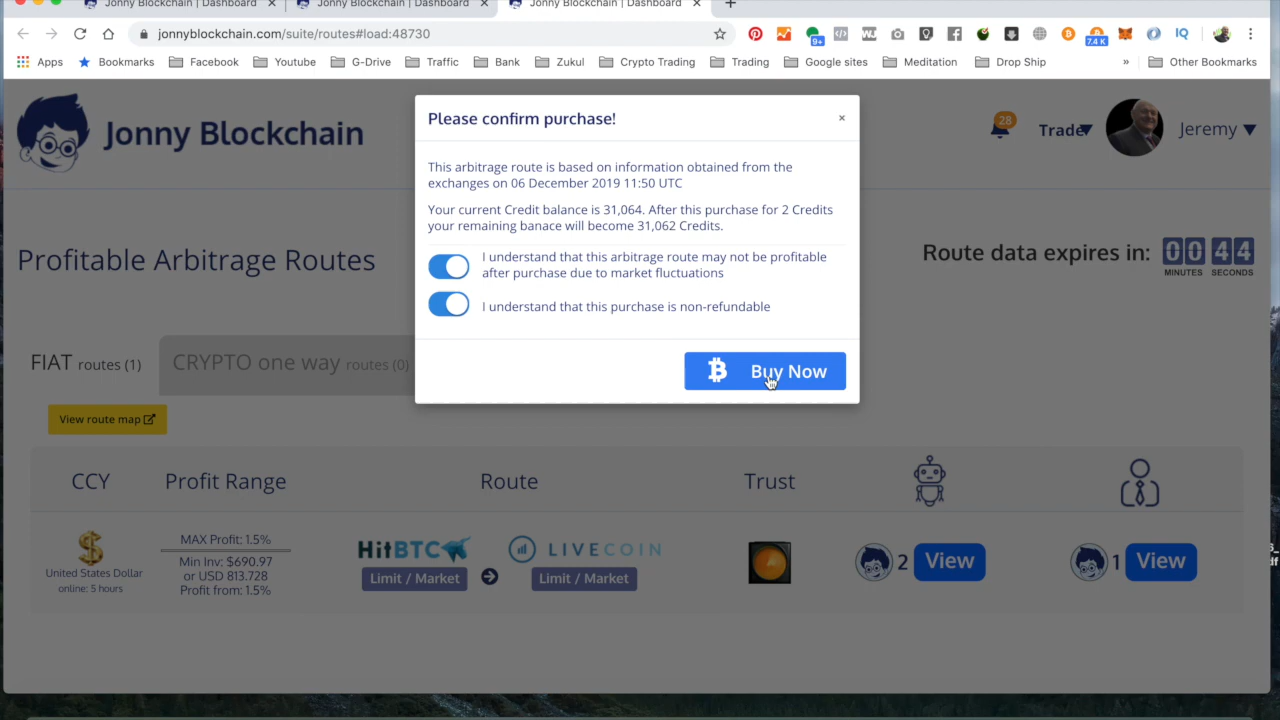 Jonny Blockchain | Dashboard
Jonny Blockchain | Dashboard
Jonny Blockchain | Dashboard
jonnyblockchain.com/suite/routes#load:48730
9+
WJ
7.4 K
IQ
Apps
Bookmarks
Facebook
Youtube
G-Drive
Traffic
Bank
Zukul
Crypto Trading
Trading
Google sites
Meditation
Drop Ship
»
Other Bookmarks
Jonny Blockchain
28
Trade
Jeremy
Please confirm purchase!
×
This arbitrage route is based on information obtained from the
exchanges on 06 December 2019 11:50 UTC
Your current Credit balance is 31,064. After this purchase for 2 Credits
your remaining banace will become 31,062 Credits.
I understand that this arbitrage route may not be profitable
after purchase due to market fluctuations
I understand that this purchase is non-refundable
Buy Now
Profitable Arbitrage Routes
Route data expires in:
00 44
MINUTES SECONDS
FIAT routes (1)
CRYPTO one way routes (0)
View route map
CCY
Profit Range
Route
Trust
United States Dollar
online: 5 hours
MAX Profit: 1.5%
Min Inv: $690.97
or USD 813.728
Profit from: 1.5%
HitBTC
Limit / Market
LIVECOIN
Limit / Market
2
View
1
View